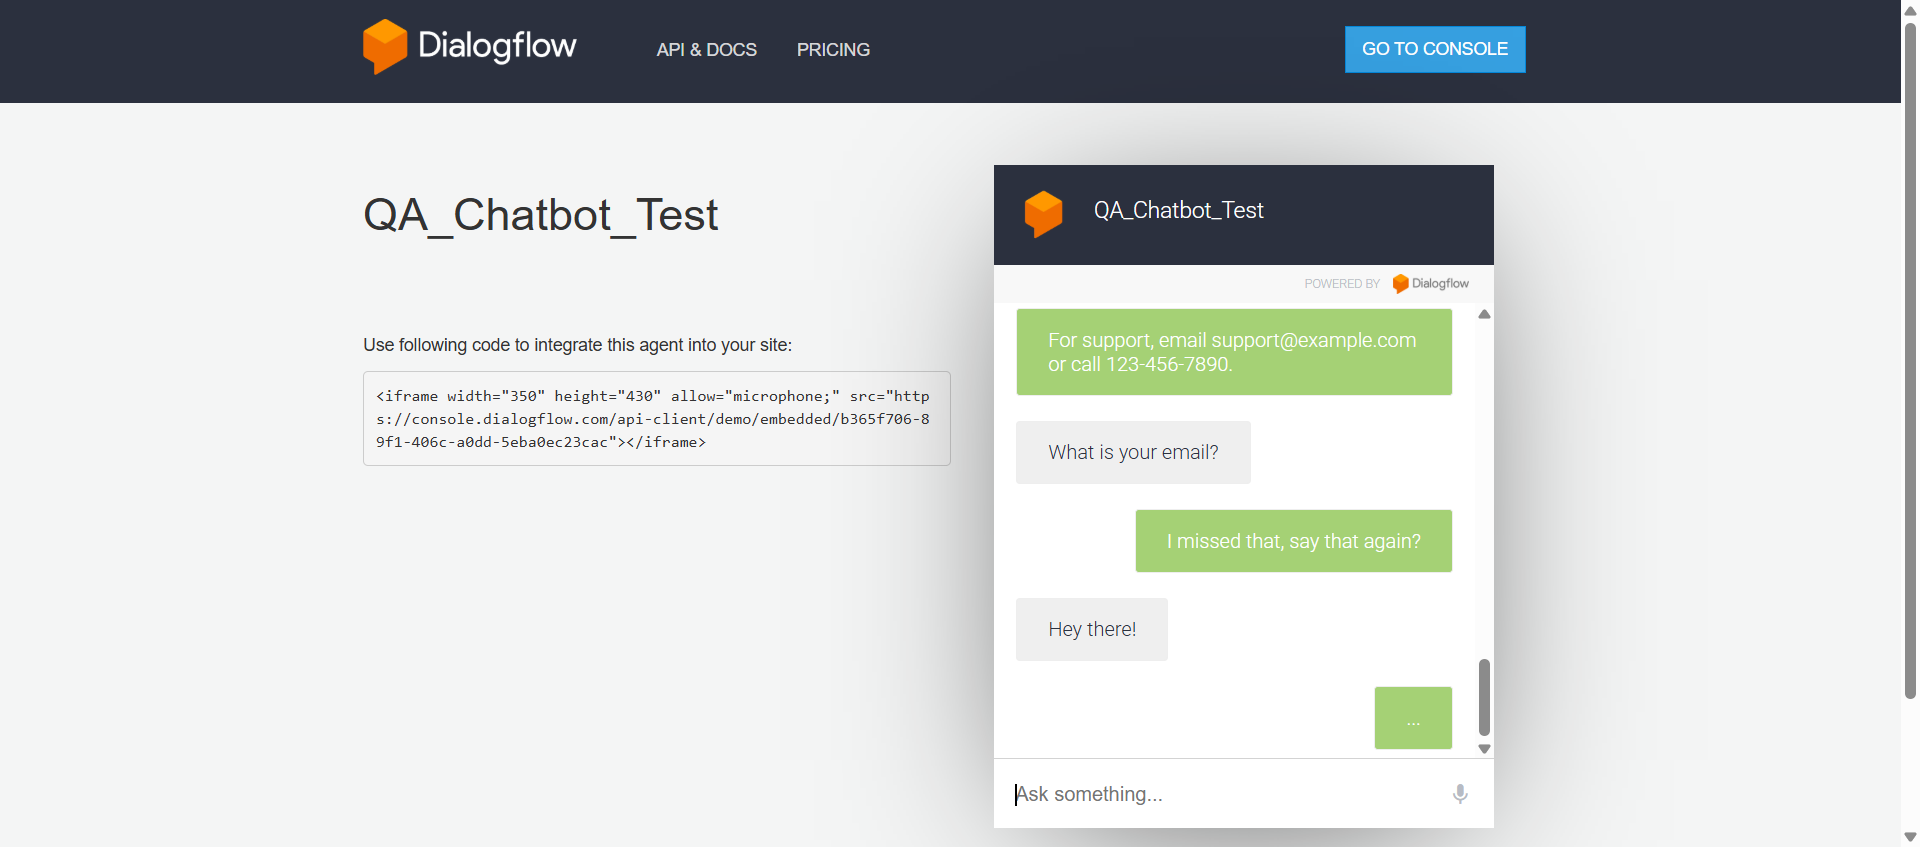 Dialogflow
API & DOCS
PRICING
GO TO CONSOLE
QA_Chatbot_Test
Use following code to integrate this agent into your site:
<iframe width="350" height="430" allow="microphone;" src="http
s://console.dialogflow.com/api-client/demo/embedded/b365f706-8
9f1-406c-a0dd-5eba0ec23cac"></iframe>
QA_Chatbot_Test
POWERED BY Dialogflow
For support, email support@example.com
or call 123-456-7890.
What is your email?
I missed that, say that again?
Hey there!
...
Ask something...